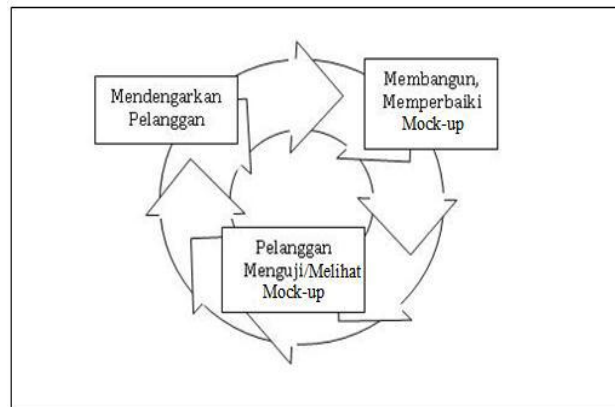 Mendengarkan
Pelanggan
Membangun,
Memperbaiki
Mock-up
Pelanggan
Menguji/Melihat
Mock-up